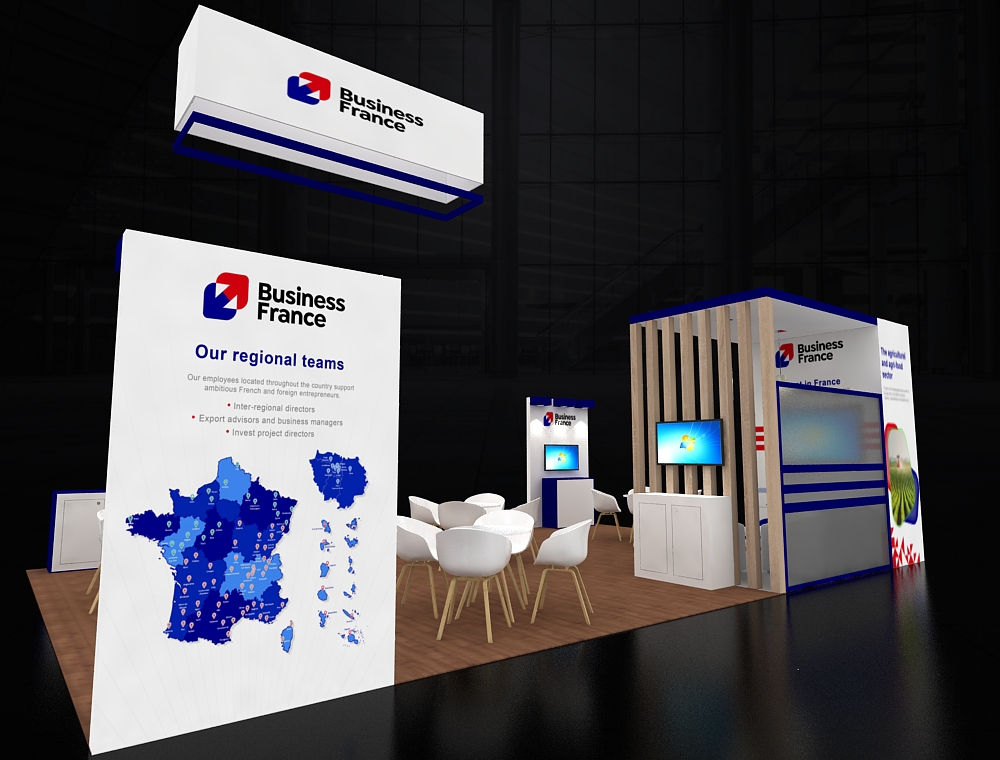 Business
France
Business
France
Our regional teams
Our employees located throughout the country support
ambitious French and foreign entrepreneurs.
• Inter-regional directors
• Export advisors and business managers
• Invest project directors
Business
France
Business
France
in France
The agricultural
and agri-food
sector